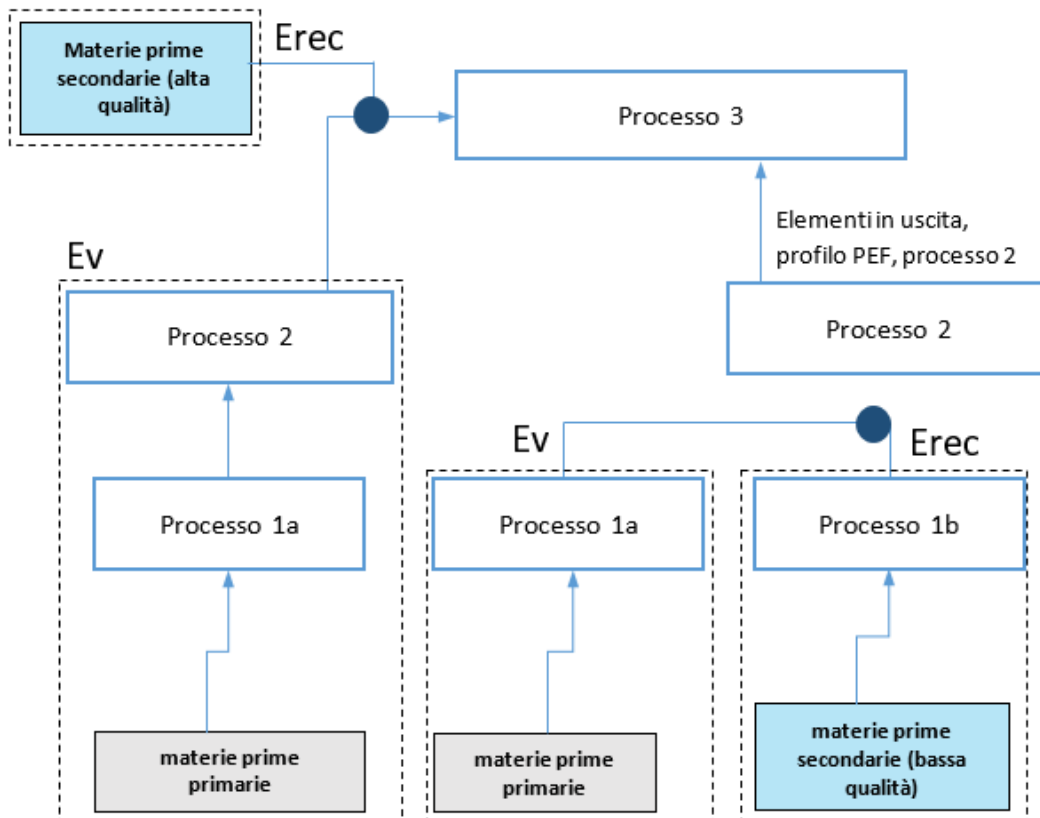 Materie prime
secondarie (alta
qualità)
Erec
Processo 3
Elementi in uscita,
profilo PEF, processo 2
Ev
Processo 2
Processo 2
Ev
Erec
Processo 1a
Processo 1a
Processo 1b
materie prime
primarie
materie prime
primarie
materie prime
secondarie (bassa
qualità)